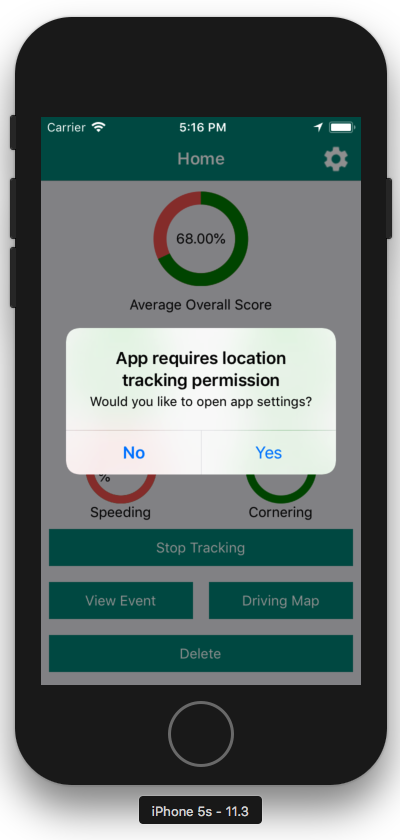 Carrier 5:16 PM
Home
68.00%
Average Overall Score
App requires location
tracking permission
Would you like to open app settings?
No Yes
%
Speeding Cornering
Stop Tracking
View Event Driving Map
Delete
iPhone 5s - 11.3